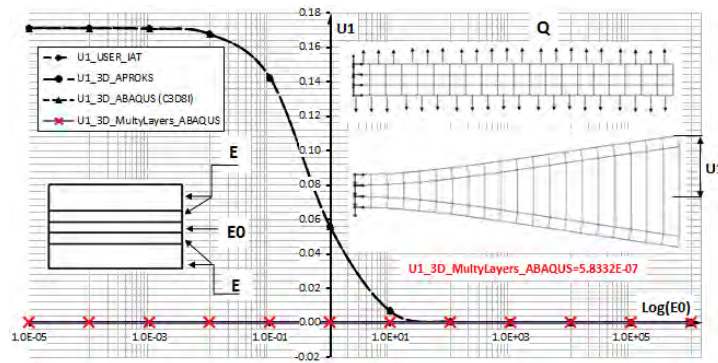 0.18
U1
0.16
0.14
0.12
0.10
0.08
0.06
0.04
0.02
0.00
-0.02
U1_USER_IAT
U1_3D_APROKS
U1_3D_ABAQUS (C3D8I)
U1_3D_MultyLayers_ABAQUS
Q
E
E0
E
U1
U1_3D_MultyLayers_ABAQUS=5.8332E-07
Log(E0)
1.0E-05
1.0E-03
1.0E-01
1.0E+01
1.0E+03
1.0E+05